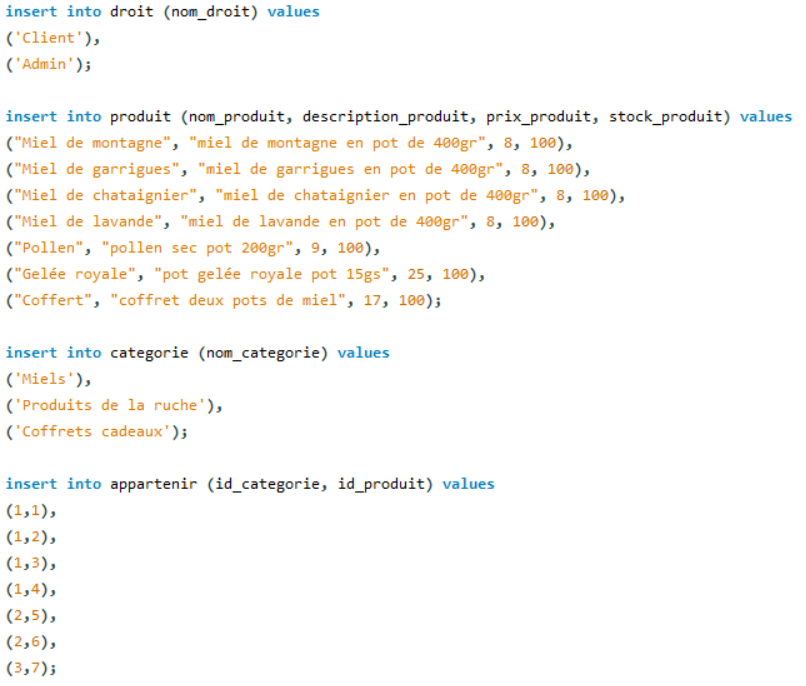 insert into droit (nom_droit) values
('Client'),
('Admin');
insert into produit (nom_produit, description_produit, prix_produit, stock_produit) values
("Miel de montagne", "miel de montagne en pot de 400gr", 8, 100),
("Miel de garrigues", "miel de garrigues en pot de 400gr", 8, 100),
("Miel de chataignier", "miel de chataignier en pot de 400gr", 8, 100),
("Miel de lavande", "miel de lavande en pot de 400gr", 8, 100),
("Pollen", "pollen sec pot 200gr", 9, 100),
("Gelée royale", "pot gelée royale pot 15gs", 25, 100),
("Coffert", "coffret deux pots de miel", 17, 100);
insert into categorie (nom_categorie) values
('Miels'),
('Produits de la ruche'),
('Coffrets cadeaux');
insert into appartenir (id_categorie, id_produit) values
(1,1),
(1,2),
(1,3),
(1,4),
(2,5),
(2,6),
(3,7);